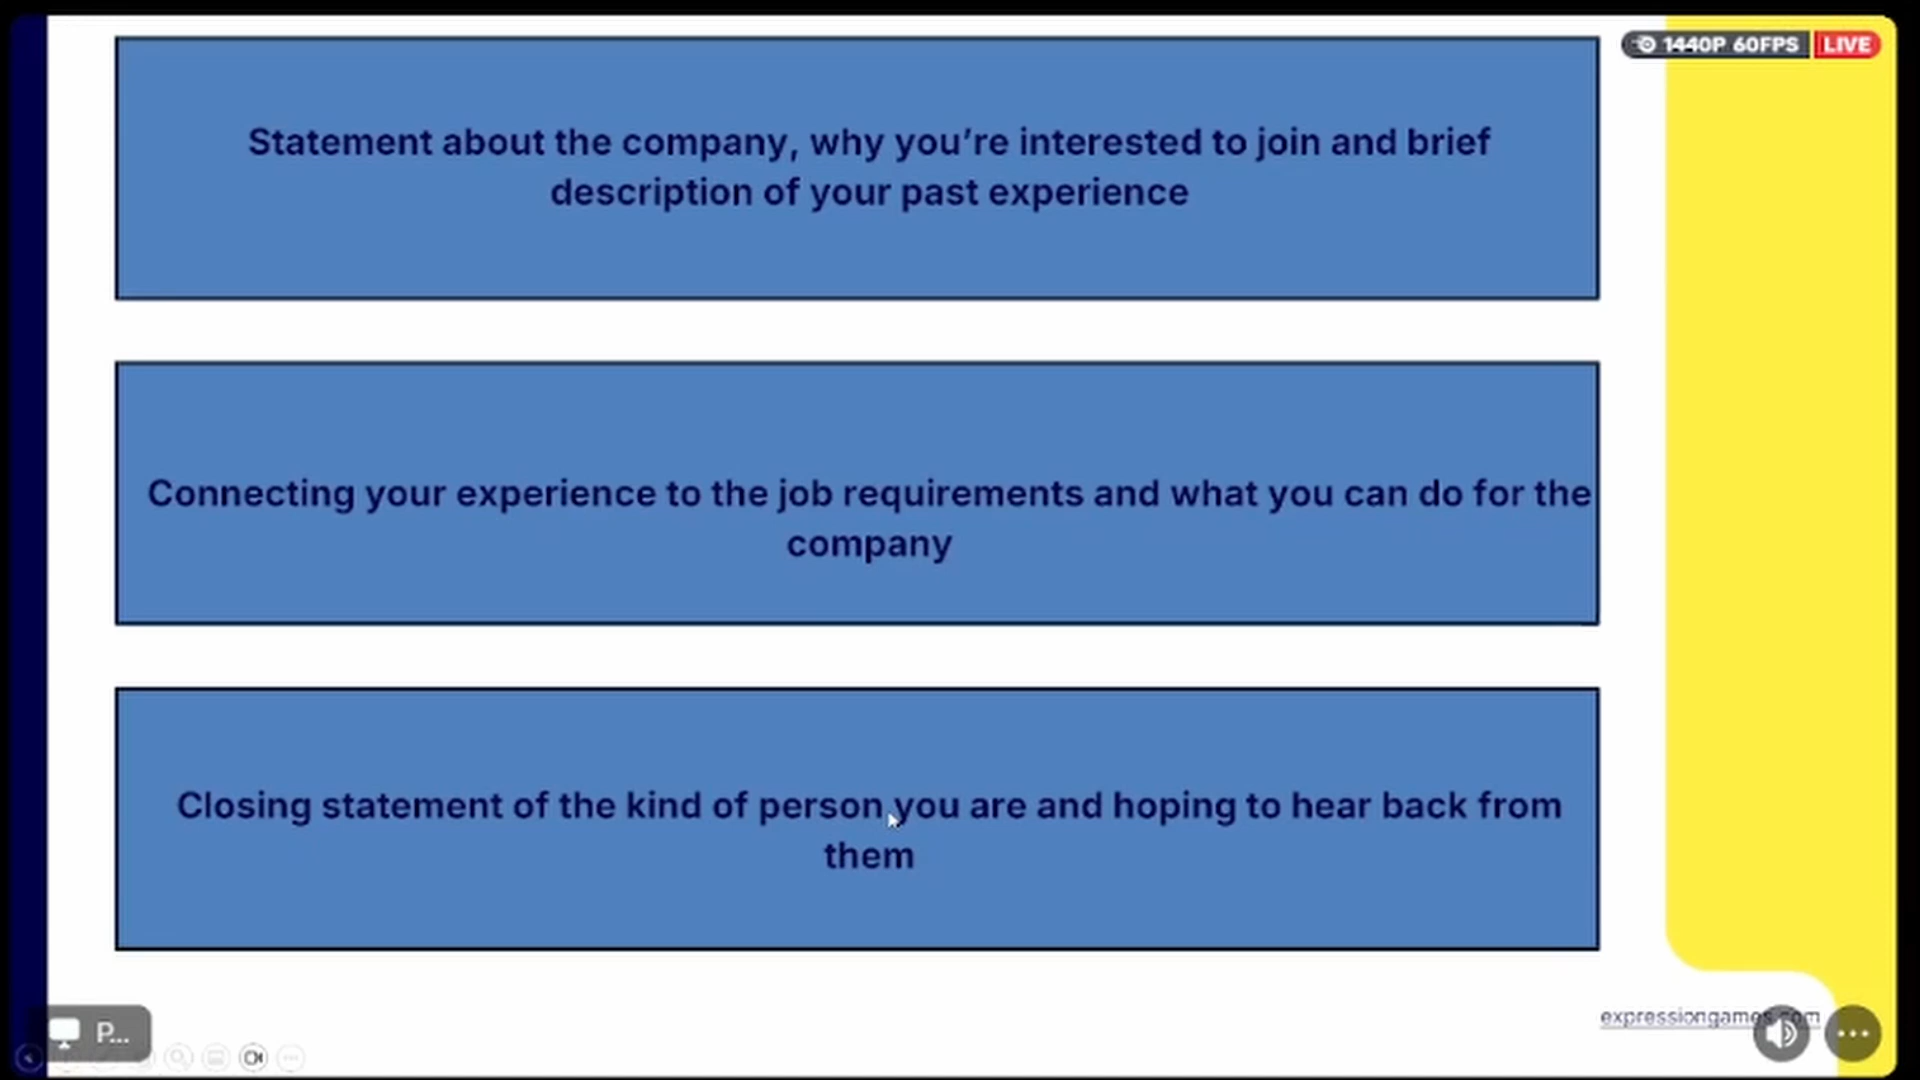 1440P 60FPS LIVE
Statement about the company, why you’re interested to join and brief
description of your past experience
Connecting your experience to the job requirements and what you can do for the
company
Closing statement of the kind of person you are and hoping to hear back from
them
P...